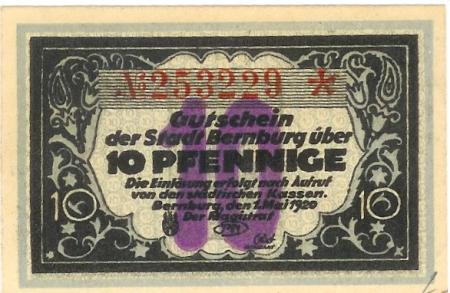 №253229 *
Gutschein
der Stadt Bernburg über
10 PFENNIGE
Die Einlösung erfolgt nach Aufruf
von den städtischen Kassen.
Bernburg, den 1. Mai 1920
Der Magistrat
10
10
10